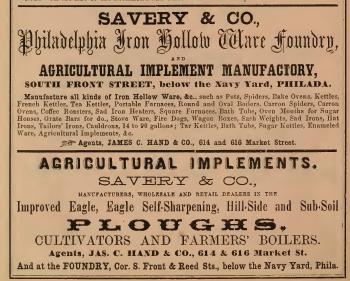 SAVERY & CO.,
Philadelphia Iron Hollow Ware Foundry,
AND
AGRICULTURAL IMPLEMENT MANUFACTORY,
SOUTH FRONT STREET, below the Navy Yard, PHILADA.
Manufacture all kinds of Iron Hollow Ware, &c., such as Pots, Spiders, Bake Ovens, Kettles,
French Kettles, Tea Kettles, Portable Furnaces, Round and Oval Boilers, Carron Spiders, Carron
Ovens, Coffee Roasters, Sad Iron Heaters, Square Furnaces, Bath Tubs, Oven Mouths for Sugar
Houses, Grate Bars for do., Stove Ware, Fire Dogs, Wagon Boxes, Sash Weights, Sad Irons, Hat
Irons, Tailors' Irons, Cauldrons, 14 to 90 gallons; Tar Kettles, Bath Tubs, Sugar Kettles, Enameled
Ware, Agricultural Implements, &c.
Agents, JAMES C. HAND & CO., 614 and 616 Market Street.
AGRICULTURAL IMPLEMENTS.
SAVERY & CO.,
MANUFACTURERS, WHOLESALE AND RETAIL DEALERS IN THE
Improved Eagle, Eagle Self-Sharpening, Hill-Side and Sub-Soil
PLOUGHS,
CULTIVATORS AND FARMERS' BOILERS.
Agents, JAS. C. HAND & CO., 614 & 616 Market St.
And at the FOUNDRY, Cor. S. Front & Reed Sts., below the Navy Yard, Phila.